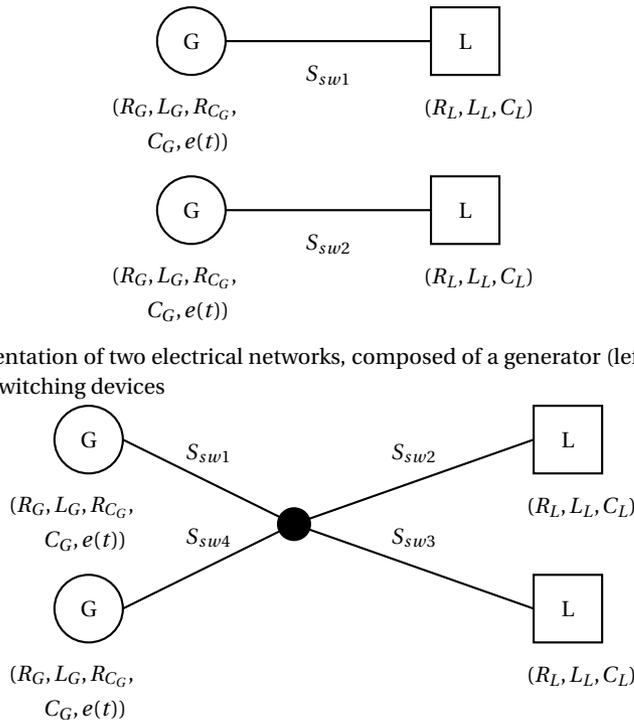 G L
S_{sw1}
(R_G, L_G, R_{C_G}, (R_L, L_L, C_L)
C_G, e(t))
G L
S_{sw2}
(R_G, L_G, R_{C_G}, (R_L, L_L, C_L)
C_G, e(t))
entation of two electrical networks, composed of a generator (le
witching devices
G S_{sw1} S_{sw2} L
(R_G, L_G, R_{C_G}, (R_L, L_L, C_L)
C_G, e(t)) S_{sw4} S_{sw3}
G L
(R_G, L_G, R_{C_G}, (R_L, L_L, C_L)
C_G, e(t))